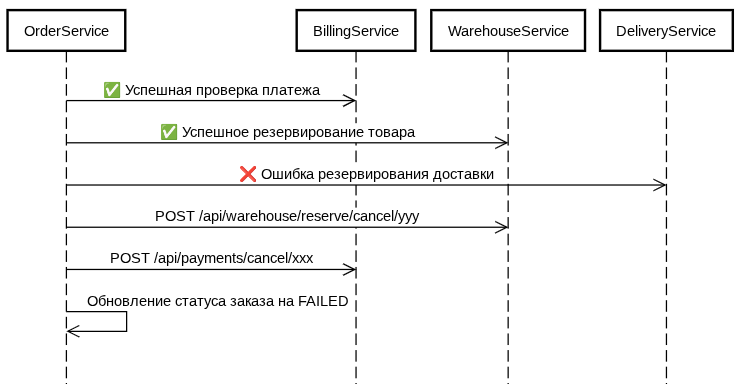 OrderService
BillingService
WarehouseService
DeliveryService
✅ Успешная проверка платежа
✅ Успешное резервирование товара
❌ Ошибка резервирования доставки
POST /api/warehouse/reserve/cancel/yyy
POST /api/payments/cancel/xxx
Обновление статуса заказа на FAILED